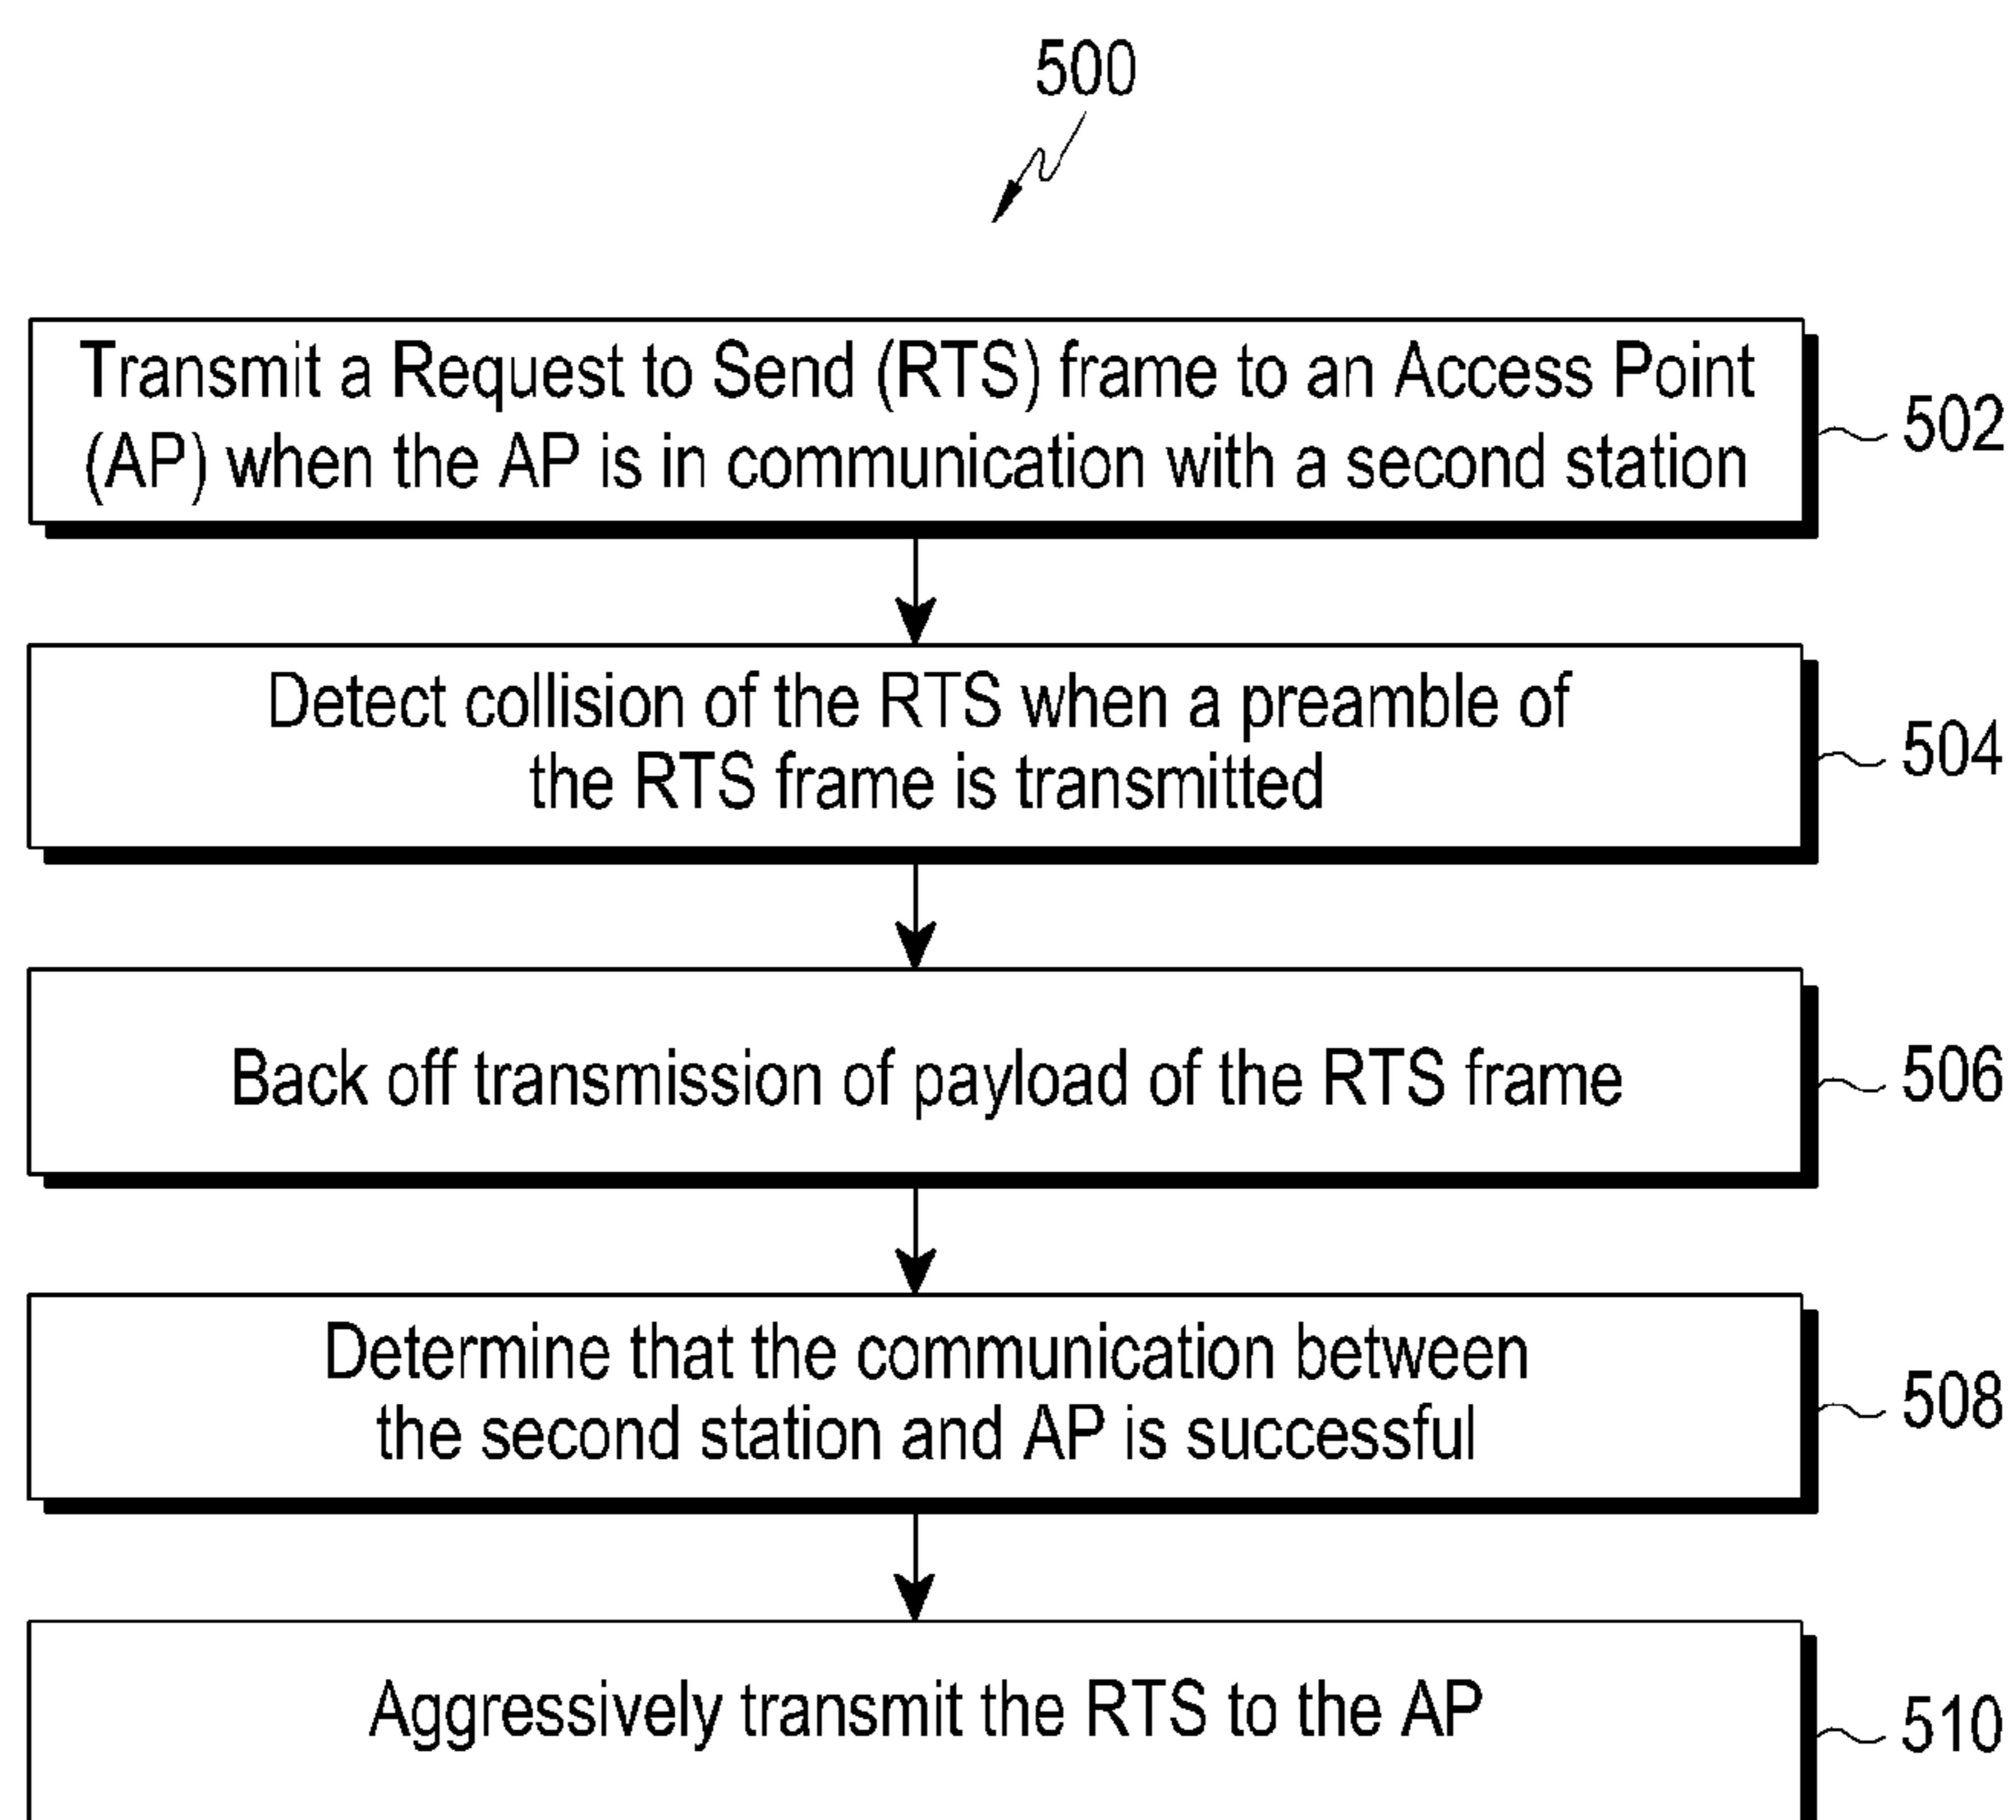 500
Transmit a Request to Send (RTS) frame to an Access Point
(AP) when the AP is in communication with a second station
502
Detect collision of the RTS when a preamble of
the RTS frame is transmitted
504
Back off transmission of payload of the RTS frame
506
Determine that the communication between
the second station and AP is successful
508
Aggressively transmit the RTS to the AP
510